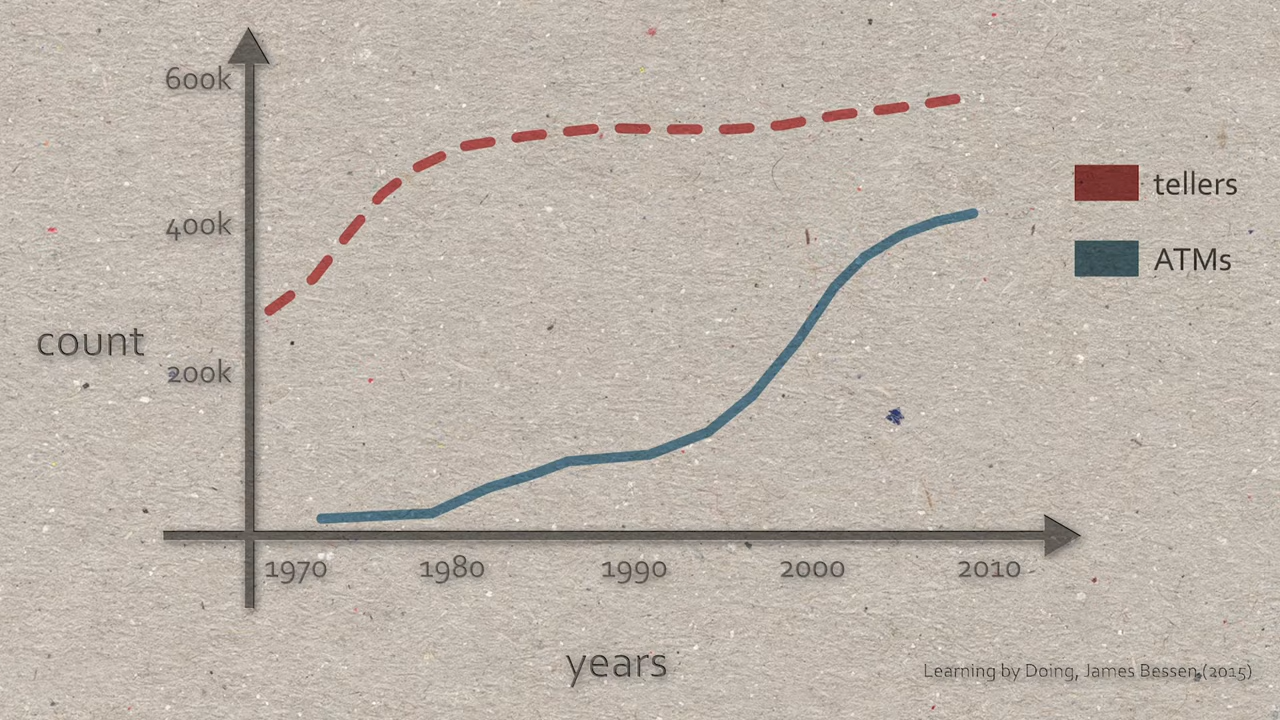 600k
400k
200k
count
tellers
ATMs
1970 1980 1990 2000 2010
years
Learning by Doing, James Bessen (2015)